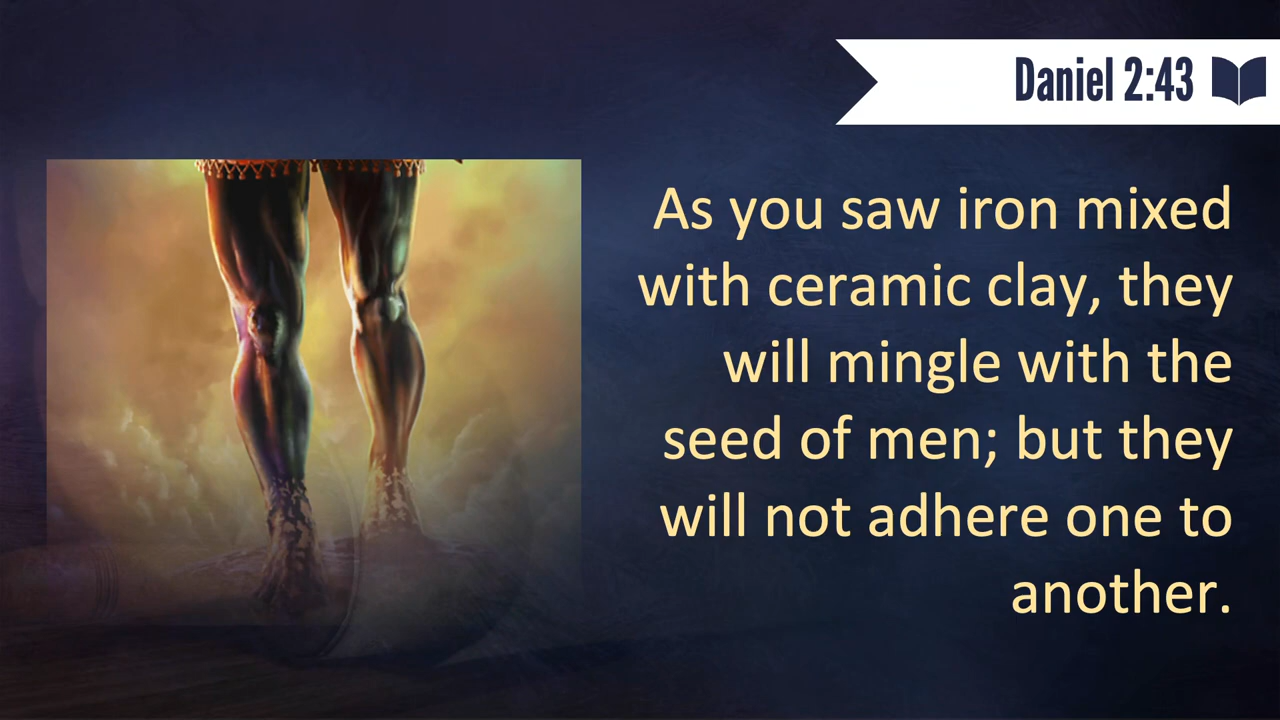 Daniel 2:43
As you saw iron mixed
with ceramic clay, they
will mingle with the
seed of men; but they
will not adhere one to
another.